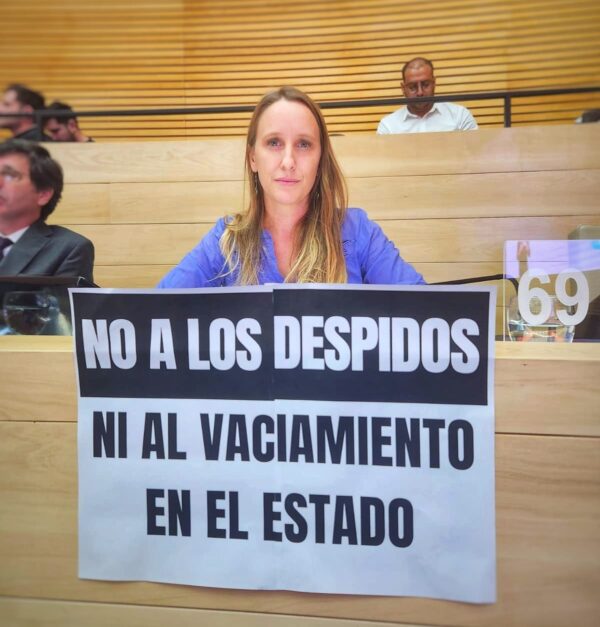 NO A LOS DESPIDOS
NI AL VACIAMIENTO
EN EL ESTADO
69